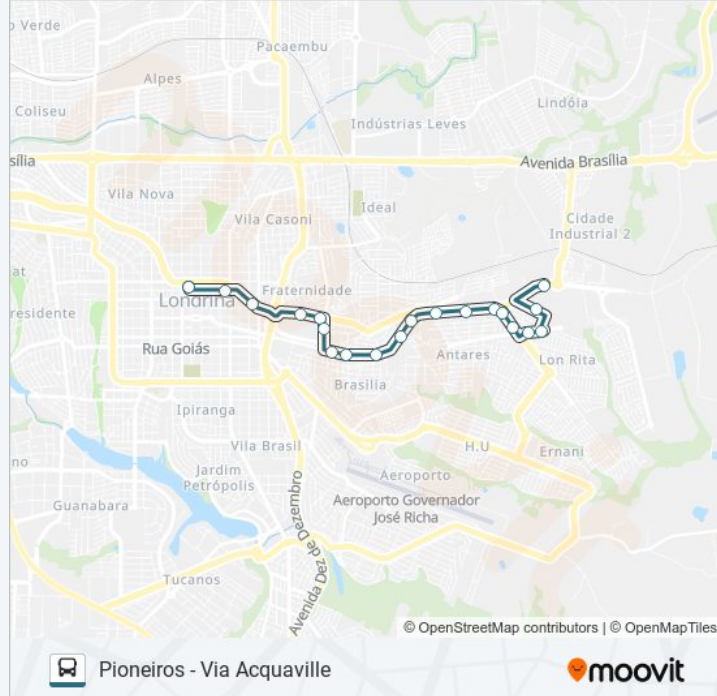 Verde
Pacaembu
Alpes
Coliseu
Lindóia
Indústrias Leves
sília
Avenida Brasília
Vila Nova
Ideal
Vila Casoni
Cidade
Industrial 2
at
Fraternidade
Londrina
residente
Rua Goiás
Antares
Lon Rita
Brasilia
Ipiranga
Vila Brasil
H.U
Ernani
Jardim
Petrópolis
Aeroporto
Guanabara
Aeroporto Governador
José Richa
Avenida Dez de Dezembro
no
Tucanos
© OpenStreetMap contributors | © OpenMapTiles
Pioneiros - Via Acquaville
moovit